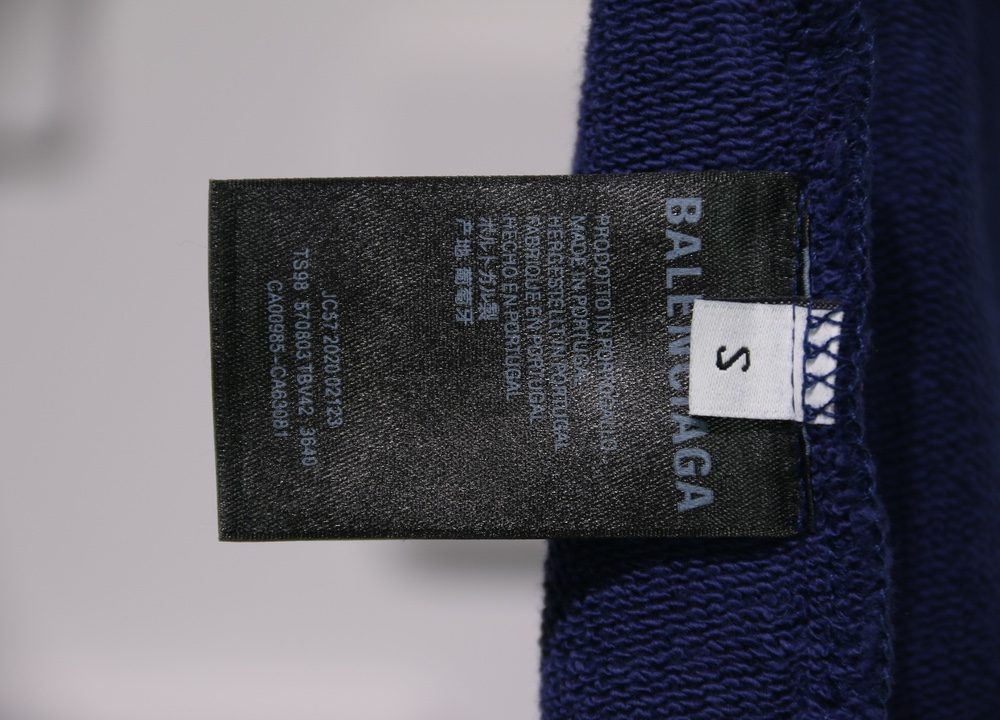 BALENCIAGA
S
PRODOTTO IN PORTOGALLO
MADE IN PORTUGAL
HERGESTELLT IN PORTUGAL
FABRIQUE EN PORTUGAL
HECHO EN PORTUGAL
ポルトガル製
产地葡萄牙
JC57 2020 02123
TS98 570803 TBV42 3640
CA00985-CA63081